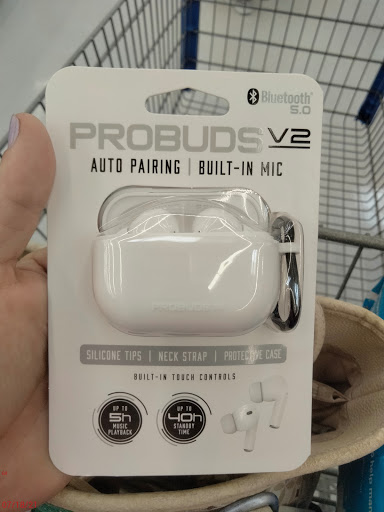 Bluetooth®
5.0
PROBUDS V2
AUTO PAIRING | BUILT-IN MIC
PROBUDS
SILICONE TIPS | NECK STRAP | PROTECTIVE CASE
BUILT-IN TOUCH CONTROLS
UP TO
5h
MUSIC
PLAYBACK
UP TO
40h
STANDBY
TIME